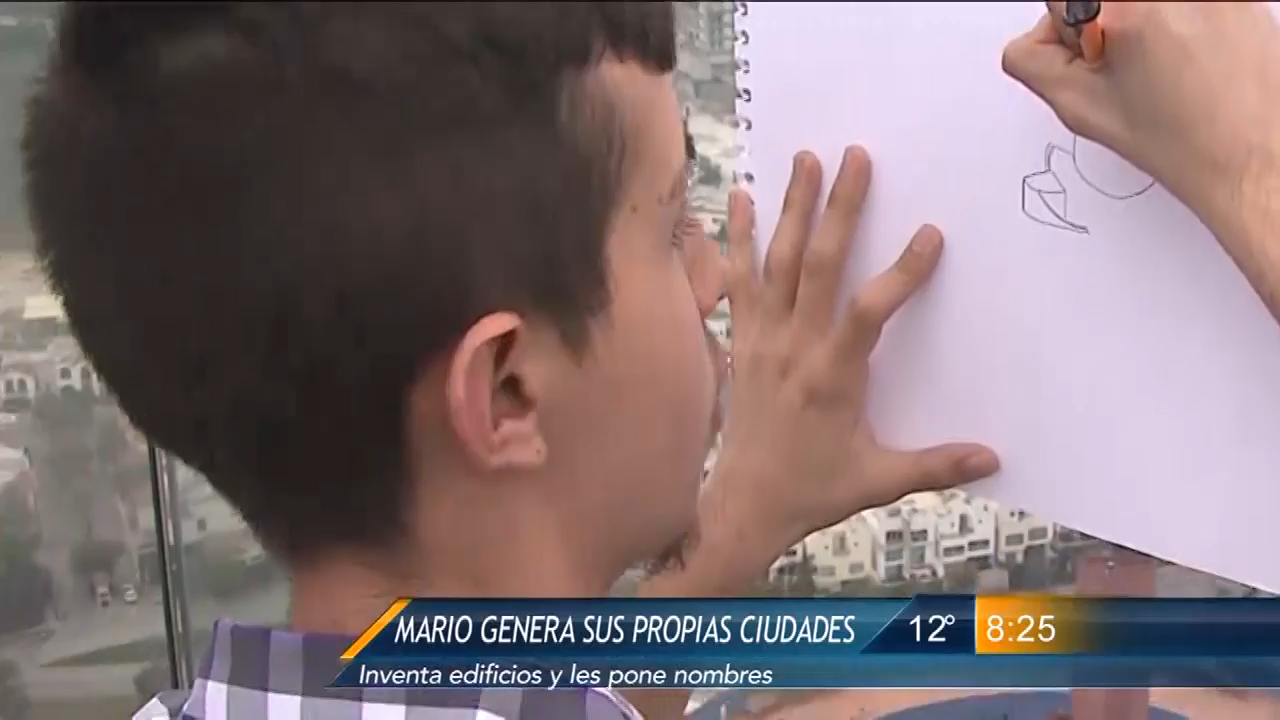 MARIO GENERA SUS PROPIAS CIUDADES 12° 8:25
Inventa edificios y les pone nombres